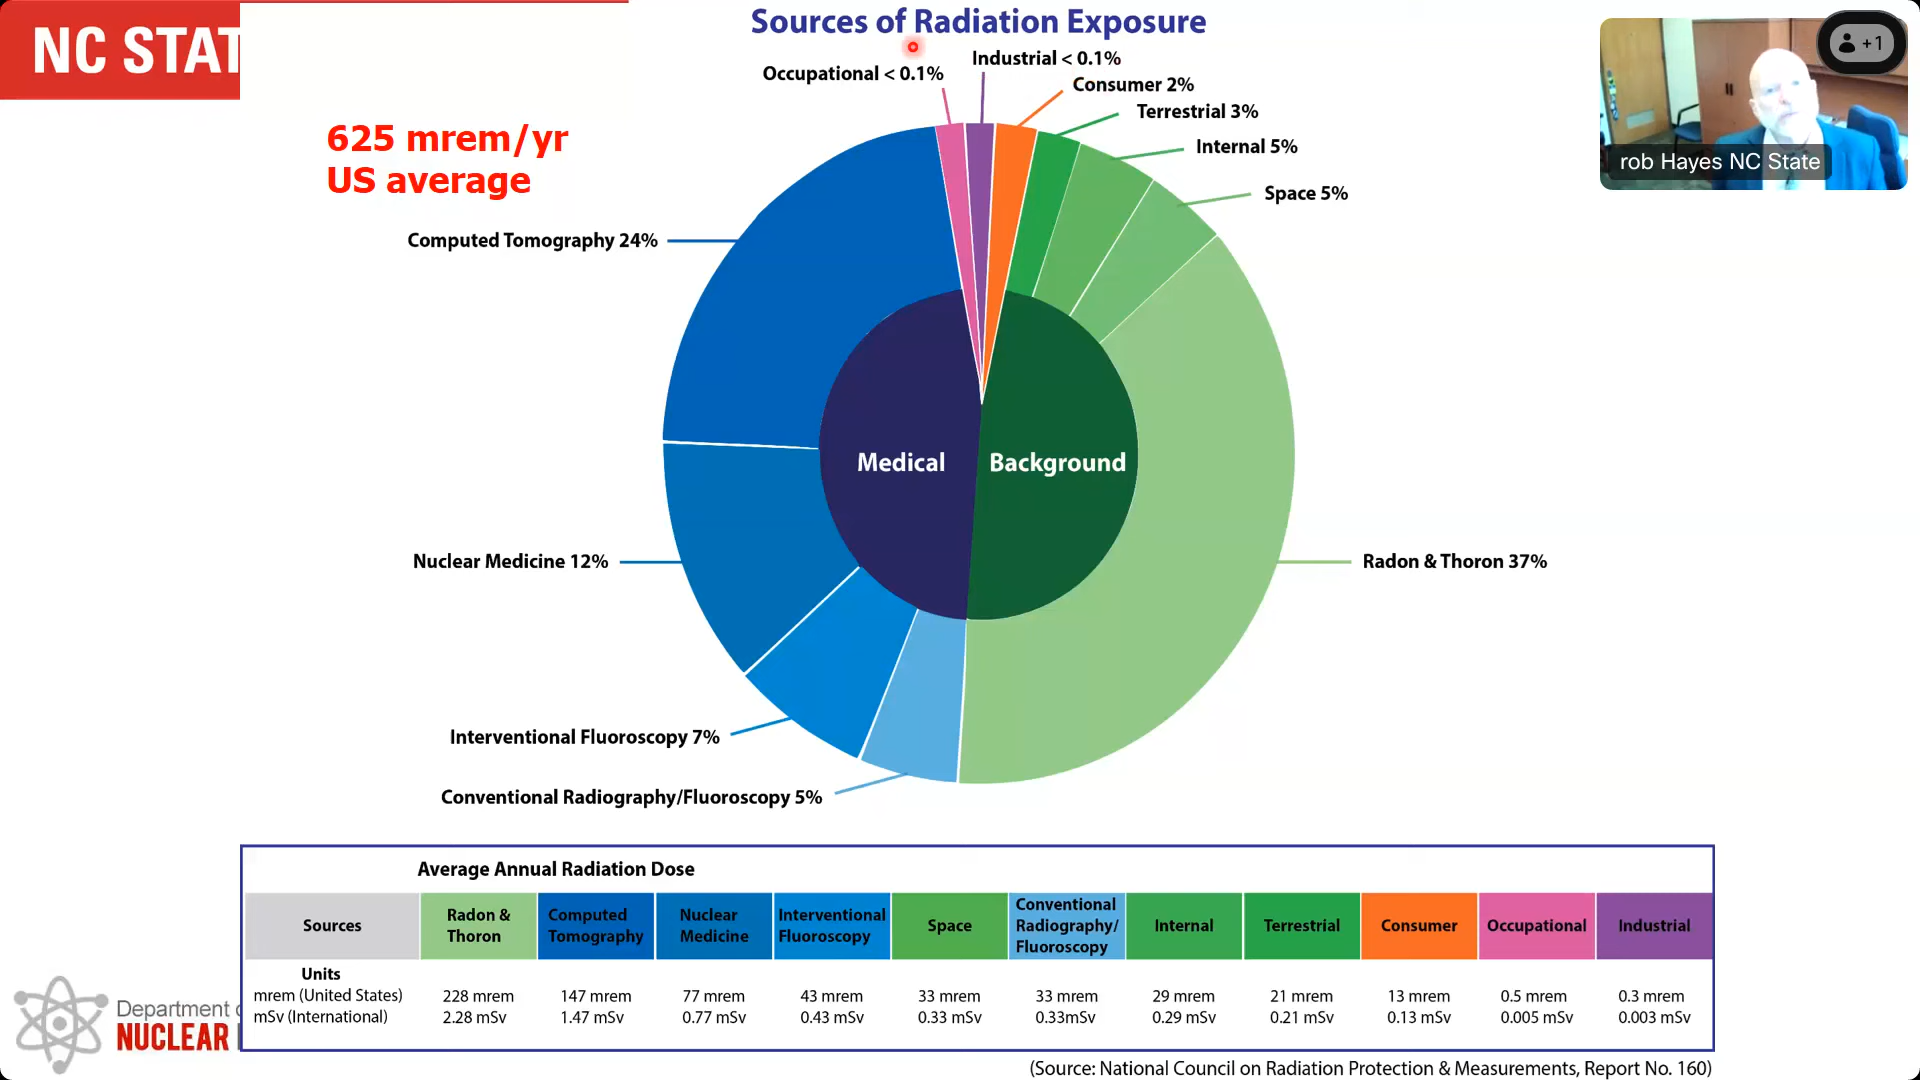 NC STAT
Sources of Radiation Exposure
+1
rob Hayes NC State
625 mrem/yr
US average
Occupational < 0.1%
Industrial < 0.1%
Consumer 2%
Terrestrial 3%
Internal 5%
Space 5%
Computed Tomography 24%
Medical
Background
Nuclear Medicine 12%
Radon & Thoron 37%
Interventional Fluoroscopy 7%
Conventional Radiography/Fluoroscopy 5%
Average Annual Radiation Dose
Sources
Radon &
Thoron
Computed
Tomography
Nuclear
Medicine
Interventional
Fluoroscopy
Space
Conventional
Radiography/
Fluoroscopy
Internal
Terrestrial
Consumer
Occupational
Industrial
Units
mrem (United States) 228 mrem 147 mrem 77 mrem 43 mrem 33 mrem 33 mrem 29 mrem 21 mrem 13 mrem 0.5 mrem 0.3 mrem
mSv (International) 2.28 mSv 1.47 mSv 0.77 mSv 0.43 mSv 0.33 mSv 0.33mSv 0.29 mSv 0.21 mSv 0.13 mSv 0.005 mSv 0.003 mSv
Department
NUCLEAR
(Source: National Council on Radiation Protection & Measurements, Report No. 160)